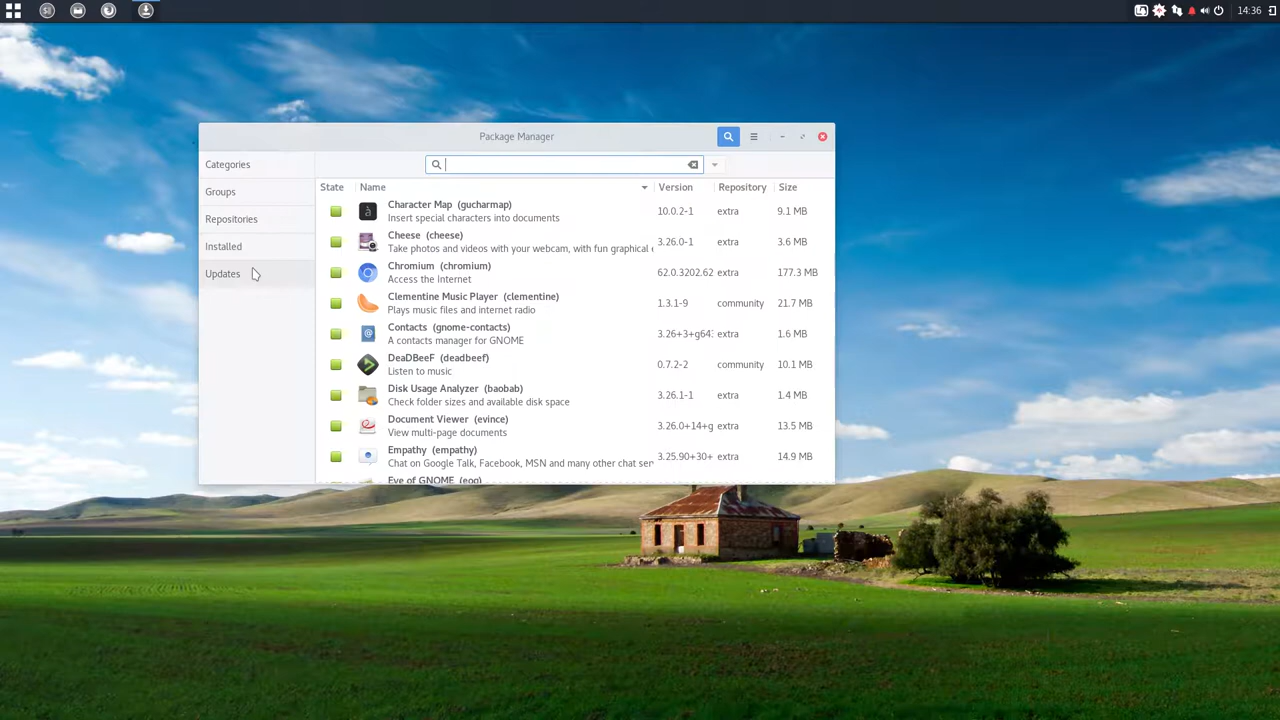 14:36
Package Manager
Categories
Groups
Repositories
Installed
Updates
State Name Version Repository Size
Character Map (gucharmap) 10.0.2-1 extra 9.1 MB
Insert special characters into documents
Cheese (cheese) 3.26.0-1 extra 3.6 MB
Take photos and videos with your webcam, with fun graphical
Chromium (chromium) 62.0.3202.62 extra 177.3 MB
Access the Internet
Clementine Music Player (clementine) 1.3.1-9 community 21.7 MB
Plays music files and internet radio
Contacts (gnome-contacts) 3.26+3+g64 extra 1.6 MB
A contacts manager for GNOME
DeaDBeeF (deadbeef) 0.7.2-2 community 10.1 MB
Listen to music
Disk Usage Analyzer (baobab) 3.26.1-1 extra 1.4 MB
Check folder sizes and available disk space
Document Viewer (evince) 3.26.0+14+g extra 13.5 MB
View multi-page documents
Empathy (empathy) 3.25.90+30+ extra 14.9 MB
Chat on Google Talk, Facebook, MSN and many other chat ser
Eye of GNOME (eog)